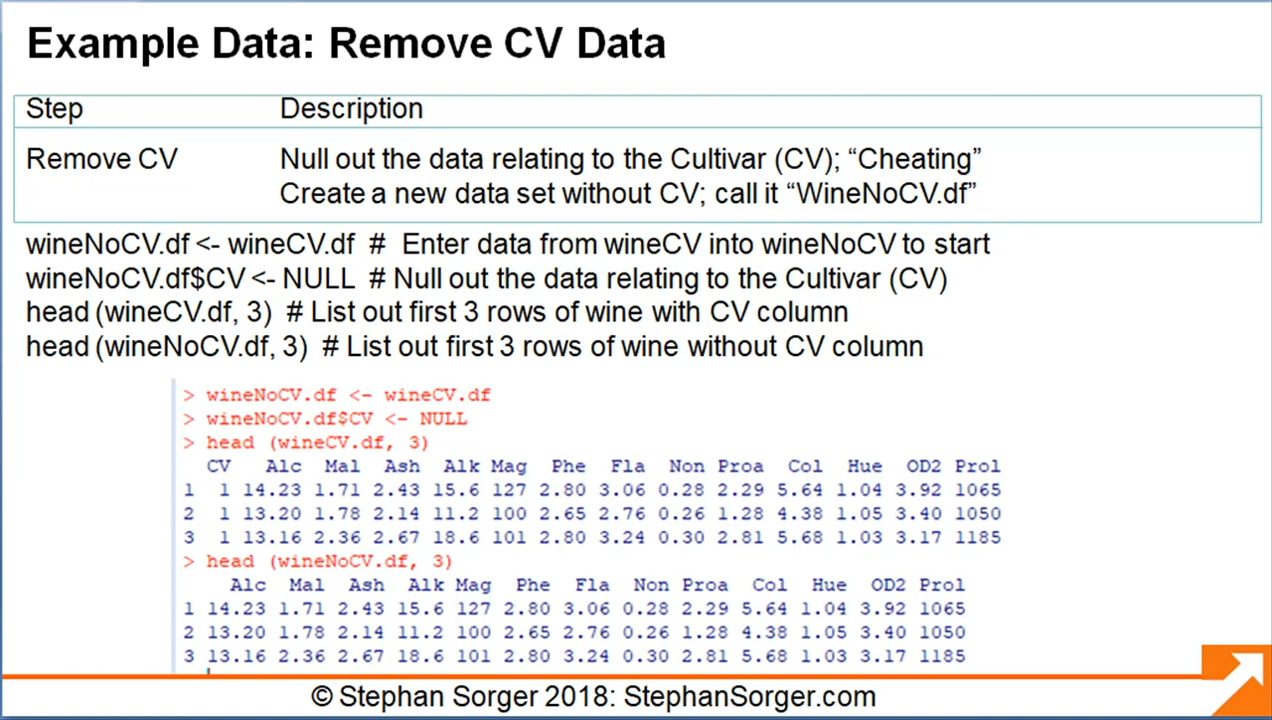 Example Data: Remove CV Data
Step Description
Remove CV Null out the data relating to the Cultivar (CV); “Cheating”
Create a new data set without CV; call it “WineNoCV.df”
wineNoCV.df <- wineCV.df # Enter data from wineCV into wineNoCV to start
wineNoCV.df$CV <- NULL # Null out the data relating to the Cultivar (CV)
head (wineCV.df, 3) # List out first 3 rows of wine with CV column
head (wineNoCV.df, 3) # List out first 3 rows of wine without CV column
> wineNoCV.df <- wineCV.df
> wineNoCV.df$CV <- NULL
> head (wineCV.df, 3)
CV Alc Mal Ash Alk Mag Phe Fla Non Proa Col Hue OD2 Prol
1 1 14.23 1.71 2.43 15.6 127 2.80 3.06 0.28 2.29 5.64 1.04 3.92 1065
2 1 13.20 1.78 2.14 11.2 100 2.65 2.76 0.26 1.28 4.38 1.05 3.40 1050
3 1 13.16 2.36 2.67 18.6 101 2.80 3.24 0.30 2.81 5.68 1.03 3.17 1185
> head (wineNoCV.df, 3)
Alc Mal Ash Alk Mag Phe Fla Non Proa Col Hue OD2 Prol
1 14.23 1.71 2.43 15.6 127 2.80 3.06 0.28 2.29 5.64 1.04 3.92 1065
2 13.20 1.78 2.14 11.2 100 2.65 2.76 0.26 1.28 4.38 1.05 3.40 1050
3 13.16 2.36 2.67 18.6 101 2.80 3.24 0.30 2.81 5.68 1.03 3.17 1185
© Stephan Sorger 2018: StephanSorger.com